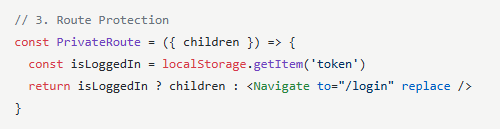 // 3. Route Protection
const PrivateRoute = ({ children }) => {
  const isLoggedIn = localStorage.getItem('token')
  return isLoggedIn ? children : <Navigate to="/login" replace />
}